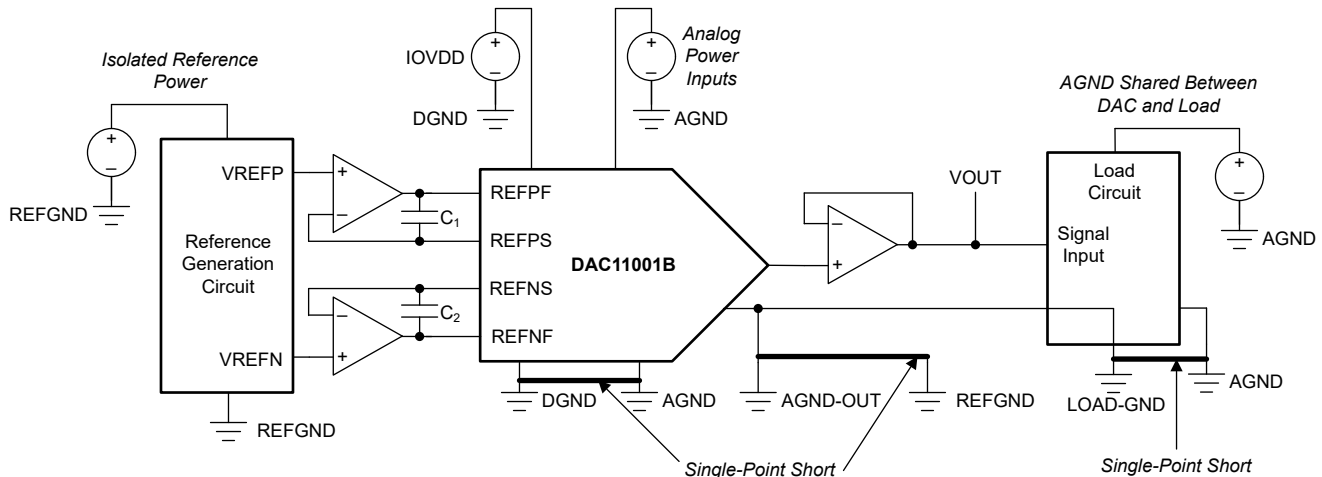 Isolated Reference
Power
IOVDD
DGND
Analog
Power
Inputs
AGND
AGND Shared Between
DAC and Load
REFGND
VREFP
Reference
Generation
Circuit
VREFN
REFGND
C1
C2
REFPF
REFPS
REFNS
REFNF
DAC11001B
DGND
AGND
VOUT
AGND-OUT
REFGND
Single-Point Short
Load
Circuit
Signal
Input
AGND
LOAD-GND
AGND
Single-Point Short